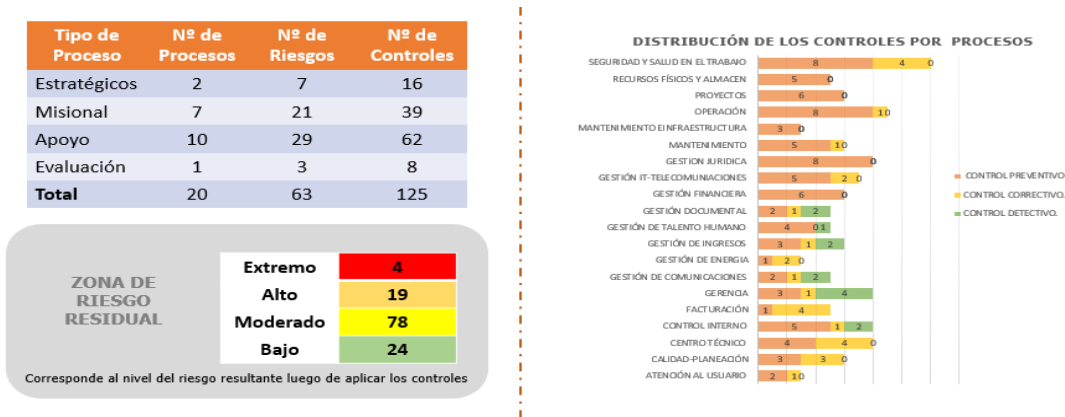 Tipo de Proceso Nº de Procesos Nº de Riesgos Nº de Controles
Estratégicos 2 7 16
Misional 7 21 39
Apoyo 10 29 62
Evaluación 1 3 8
Total 20 63 125
ZONA DE
RIESGO
RESIDUAL
Extremo 4
Alto 19
Moderado 78
Bajo 24
Corresponde al nivel del riesgo resultante luego de aplicar los controles
DISTRIBUCIÓN DE LOS CONTROLES POR PROCESOS
SEGURIDAD Y SALUD EN EL TRABAJO 8 4 0
RECURSOS FÍSICOS Y ALMACEN 5 0
PROYECTOS 6 0
OPERACIÓN 8 1 0
MANTENIMIENTO E INFRAESTRUCTURA 3 0
MANTENIMIENTO 5 1 0
GESTION JURIDICA 8 0
GESTIÓN IT-TELECOMUNIACIONES 5 2 0
GESTIÓN FINANCIERA 6 0
GESTIÓN DOCUMENTAL 2 1 2
GESTIÓN DE TALENTO HUMANO 4 0 1
GESTIÓN DE INGRESOS 3 1 2
GESTIÓN DE ENERGIA 1 2 0
GESTIÓN DE COMUNICACIONES 2 1 2
GERENCIA 3 1 4
FACTURACIÓN 1 4
CONTROL INTERNO 5 1 2
CENTRO TÉCNICO 4 4 0
CALIDAD-PLANEACIÓN 3 3 0
ATENCIÓN AL USUARIO 2 1 0
CONTROL PREVENTIVO
CONTROL CORRECTIVO.
CONTROL DETECTIVO.